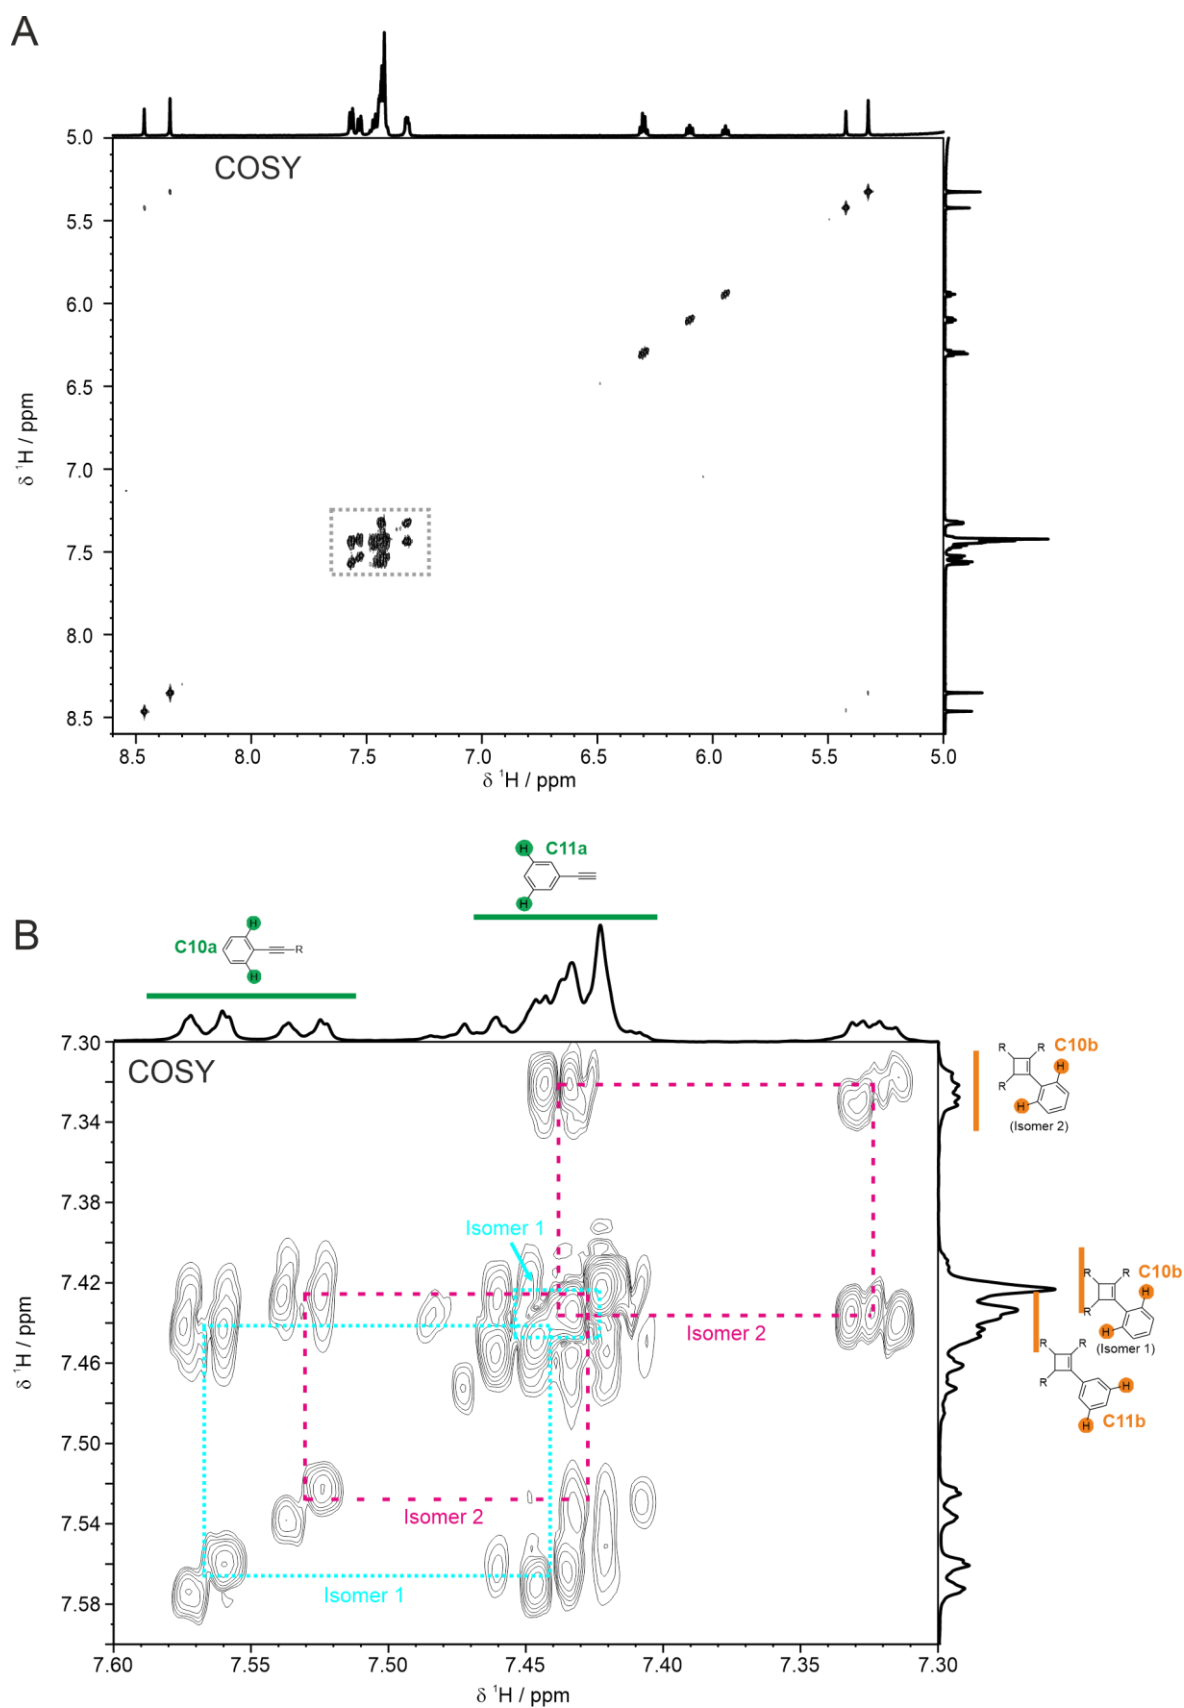 A
COSY
5.0
5.5
6.0
6.5
7.0
7.5
8.0
8.5
δ ¹H / ppm
8.5 8.0 7.5 7.0 6.5 6.0 5.5 5.0
δ ¹H / ppm
B
H
C10a
R
H
H
C11a
H
COSY
7.30
7.34
7.38
7.42
7.46
7.50
7.54
7.58
δ ¹H / ppm
Isomer 1
Isomer 2
Isomer 2
Isomer 1
7.60 7.55 7.50 7.45 7.40 7.35 7.30
δ ¹H / ppm
R R C10b
H
R
H
(Isomer 2)
R R C10b
H
R
H
(Isomer 1)
R R
R
H
H
C11b